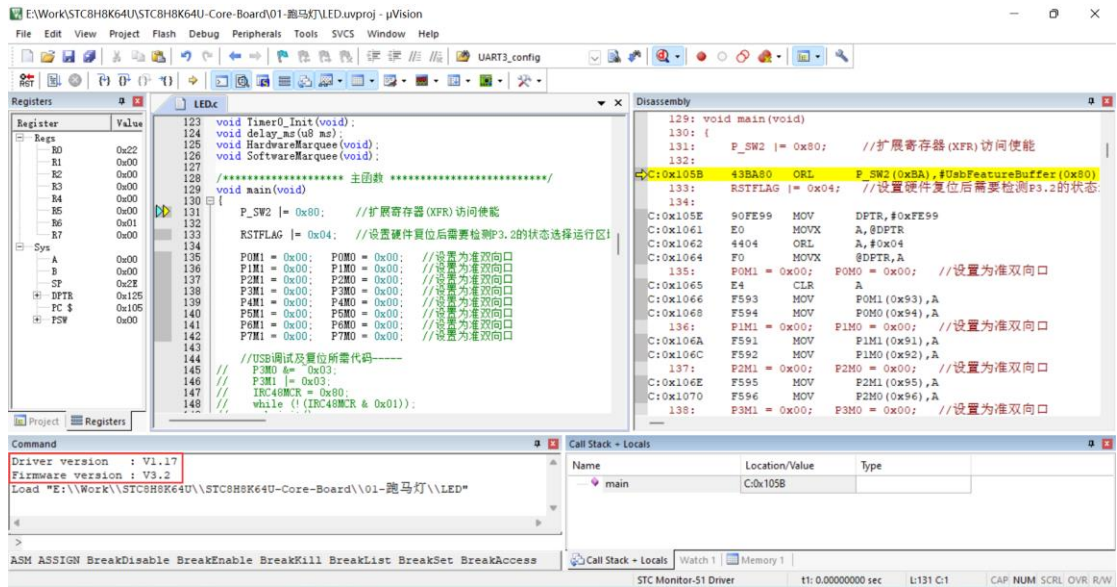 E:\Work\STC8H8K64U\STC8H8K64U-Core-Board\01-跑马灯\LED.uvproj - µVision
File Edit View Project Flash Debug Peripherals Tools SVCS Window Help
UART3_config
Registers
Register Value
Regs
R0 0x22
R1 0x00
R2 0x00
R3 0x00
R4 0x00
R5 0x00
R6 0x01
R7 0x00
Sys
A 0x00
B 0x00
SP 0x2E
DPTR 0x125
PC $ 0x105
PSW 0x00
Project Registers
LED.c
123 void Timer0_Init(void);
124 void delay_ms(u8 ms);
125 void HardwareMarquee(void);
126 void SoftwareMarquee(void);
127
128 /******************** 主函数 **************************/
129 void main(void)
130 {
131 P_SW2 |= 0x80; //扩展寄存器(XFR)访问使能
132
133 RSTFLAG |= 0x04; //设置硬件复位后需要检测P3.2的状态选择运行区
134
135 P0M1 = 0x00; P0M0 = 0x00; //设置为准双向口
136 P1M1 = 0x00; P1M0 = 0x00; //设置为准双向口
137 P2M1 = 0x00; P2M0 = 0x00; //设置为准双向口
138 P3M1 = 0x00; P3M0 = 0x00; //设置为准双向口
139 P4M1 = 0x00; P4M0 = 0x00; //设置为准双向口
140 P5M1 = 0x00; P5M0 = 0x00; //设置为准双向口
141 P6M1 = 0x00; P6M0 = 0x00; //设置为准双向口
142 P7M1 = 0x00; P7M0 = 0x00; //设置为准双向口
143
144 //USB调试及复位所需代码-----
145 // P3M0 &= 0x03;
146 // P3M1 |= 0x03;
147 // IRC48MCR = 0x80;
148 // while (!(IRC48MCR & 0x01));
Disassembly
129: void main(void)
130: {
131: P_SW2 |= 0x80; //扩展寄存器(XFR)访问使能
132:
C:0x105B 43BA80 ORL P_SW2(0xBA),#UsbFeatureBuffer(0x80)
133: RSTFLAG |= 0x04; //设置硬件复位后需要检测P3.2的状态
134:
C:0x105E 90FE99 MOV DPTR,#0xFE99
C:0x1061 E0 MOVX A,@DPTR
C:0x1062 4404 ORL A,#0x04
C:0x1064 F0 MOVX @DPTR,A
135: P0M1 = 0x00; P0M0 = 0x00; //设置为准双向口
C:0x1065 E4 CLR A
C:0x1066 F593 MOV P0M1(0x93),A
C:0x1068 F594 MOV P0M0(0x94),A
136: P1M1 = 0x00; P1M0 = 0x00; //设置为准双向口
C:0x106A F591 MOV P1M1(0x91),A
C:0x106C F592 MOV P1M0(0x92),A
137: P2M1 = 0x00; P2M0 = 0x00; //设置为准双向口
C:0x106E F595 MOV P2M1(0x95),A
C:0x1070 F596 MOV P2M0(0x96),A
138: P3M1 = 0x00; P3M0 = 0x00; //设置为准双向口
Command
Driver version : V1.17
Firmware version : V3.2
Load "E:\\Work\\STC8H8K64U\\STC8H8K64U-Core-Board\\01-跑马灯\\LED"
>
ASM ASSIGN BreakDisable BreakEnable BreakKill BreakList BreakSet BreakAccess
Call Stack + Locals
Name Location/Value Type
main C:0x105B
Call Stack + Locals Watch 1 Memory 1
STC Monitor-51 Driver t1: 0.00000000 sec L:131 C:1 CAP NUM SCRL OVR R/W